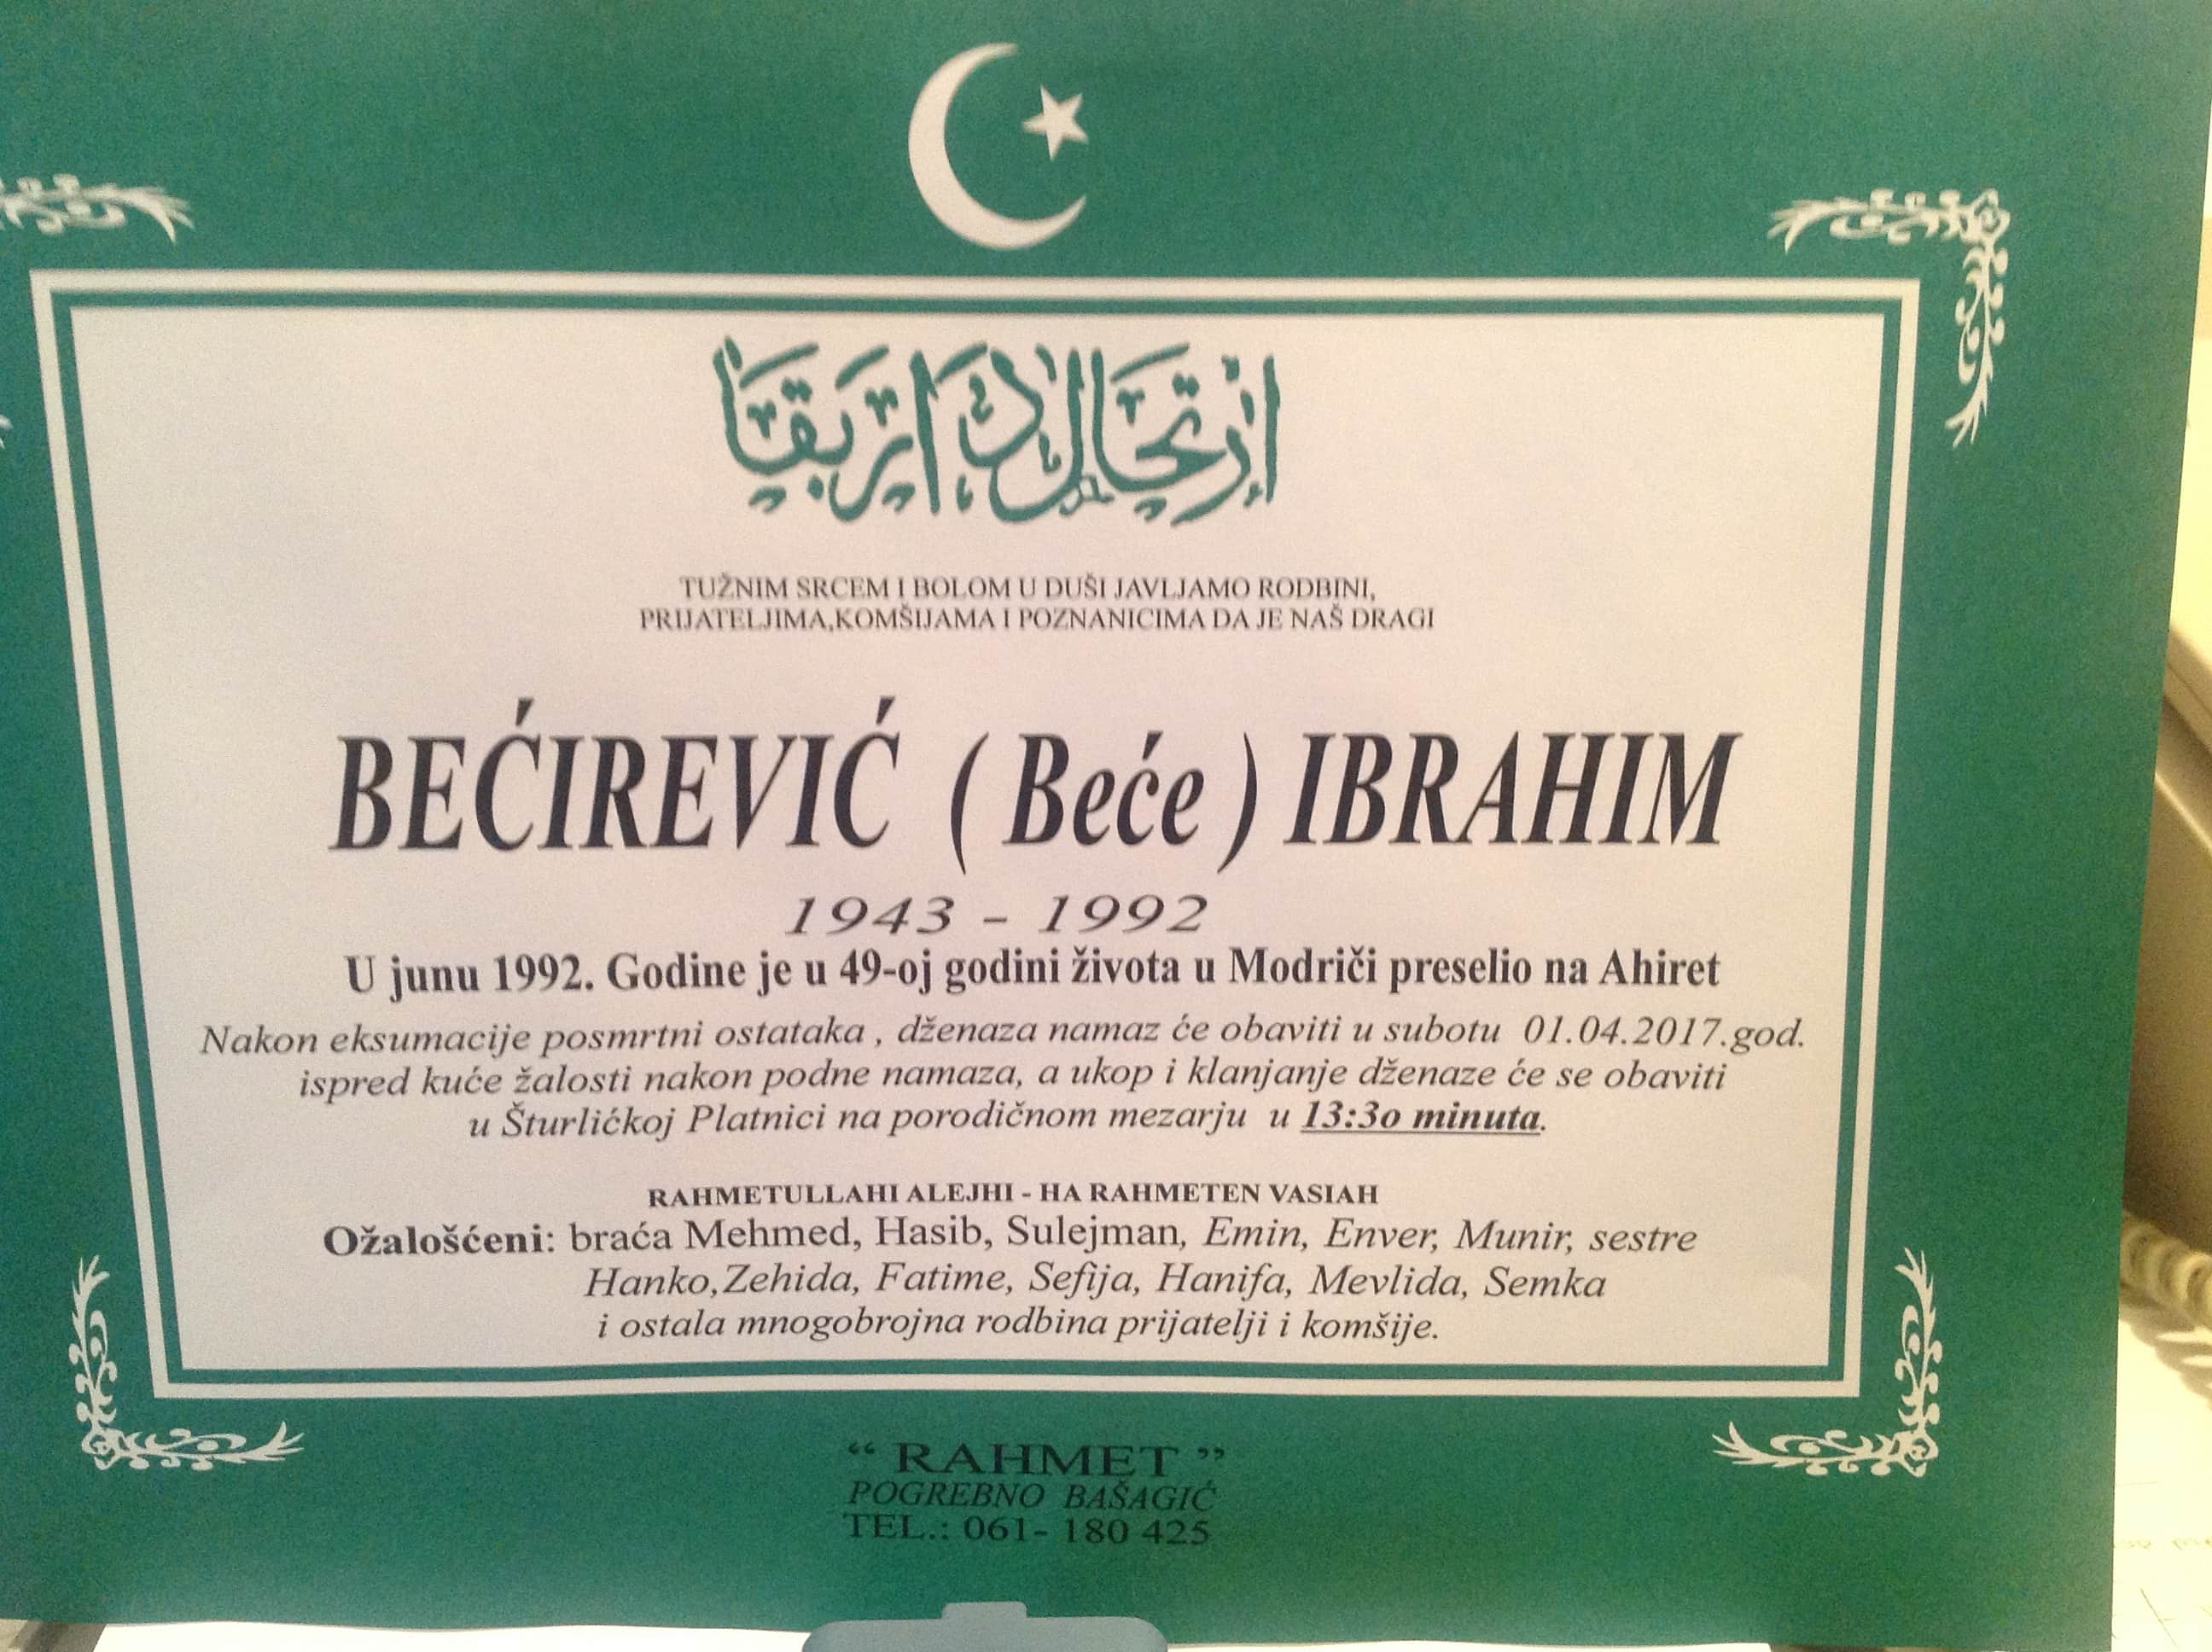 ارتحال دار بقا
TUŽNIM SRCEM I BOLOM U DUŠI JAVLJAMO RODBINI,
PRIJATELJIMA,KOMŠIJAMA I POZNANICIMA DA JE NAŠ DRAGI
BEĆIREVIĆ ( Beće ) IBRAHIM
1943 - 1992
U junu 1992. Godine je u 49-oj godini života u Modriči preselio na Ahiret
Nakon eksumacije posmrtni ostataka , dženaza namaz će obaviti u subotu 01.04.2017.god.
ispred kuće žalosti nakon podne namaza, a ukop i klanjanje dženaze će se obaviti
u Šturlićkoj Platnici na porodičnom mezarju u 13:3o minuta.
RAHMETULLAHI ALEJHI - HA RAHMETEN VASIAH
Ožalošćeni: braća Mehmed, Hasib, Sulejman, Emin, Enver, Munir, sestre
Hanko,Zehida, Fatime, Sefija, Hanifa, Mevlida, Semka
i ostala mnogobrojna rodbina prijatelji i komšije.
“ RAHMET ”
POGREBNO BAŠAGIĆ
TEL.: 061- 180 425